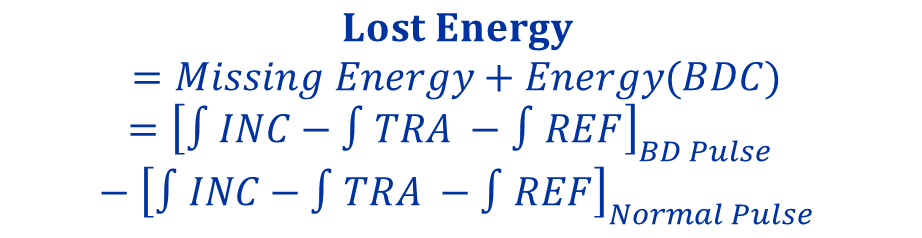 Lost Energy
= Missing Energy + Energy(BDC)
= [∫ INC − ∫ TRA − ∫ REF]BD Pulse
− [∫ INC − ∫ TRA − ∫ REF]Normal Pulse